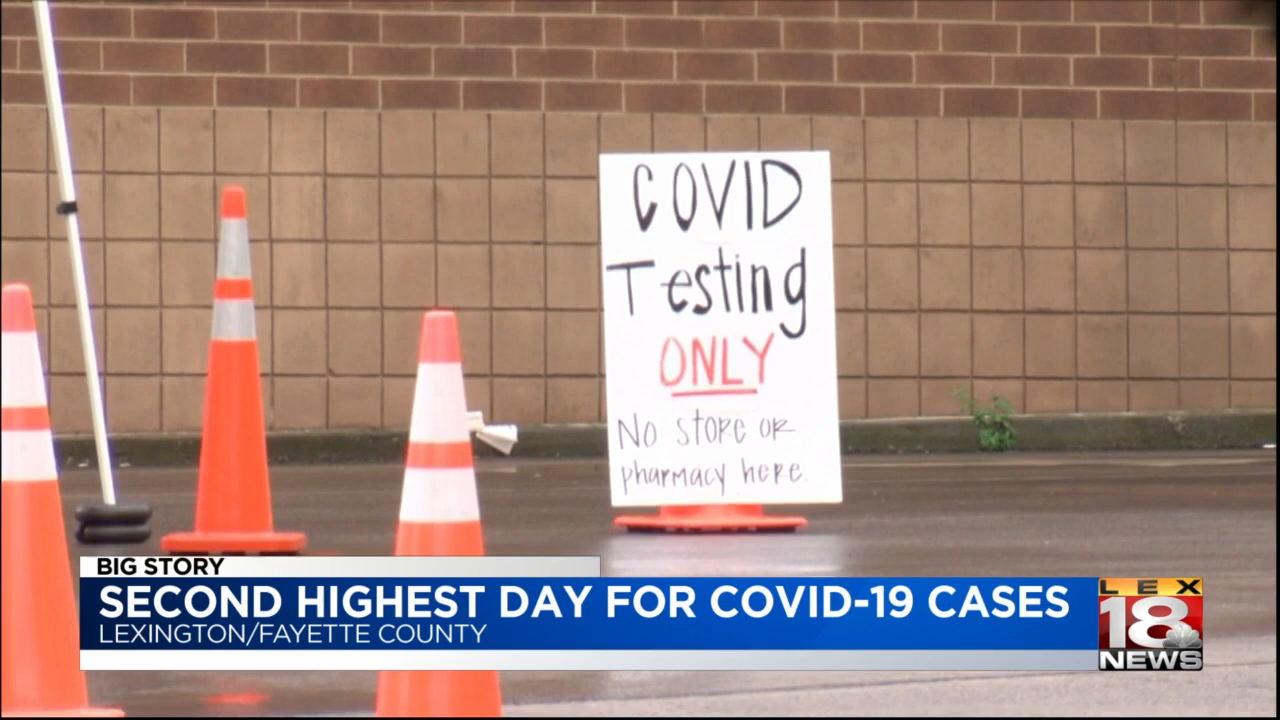 COVID
Testing
ONLY
No store or
pharmacy here.
BIG STORY
SECOND HIGHEST DAY FOR COVID-19 CASES
LEXINGTON/FAYETTE COUNTY
LEX
18
NEWS